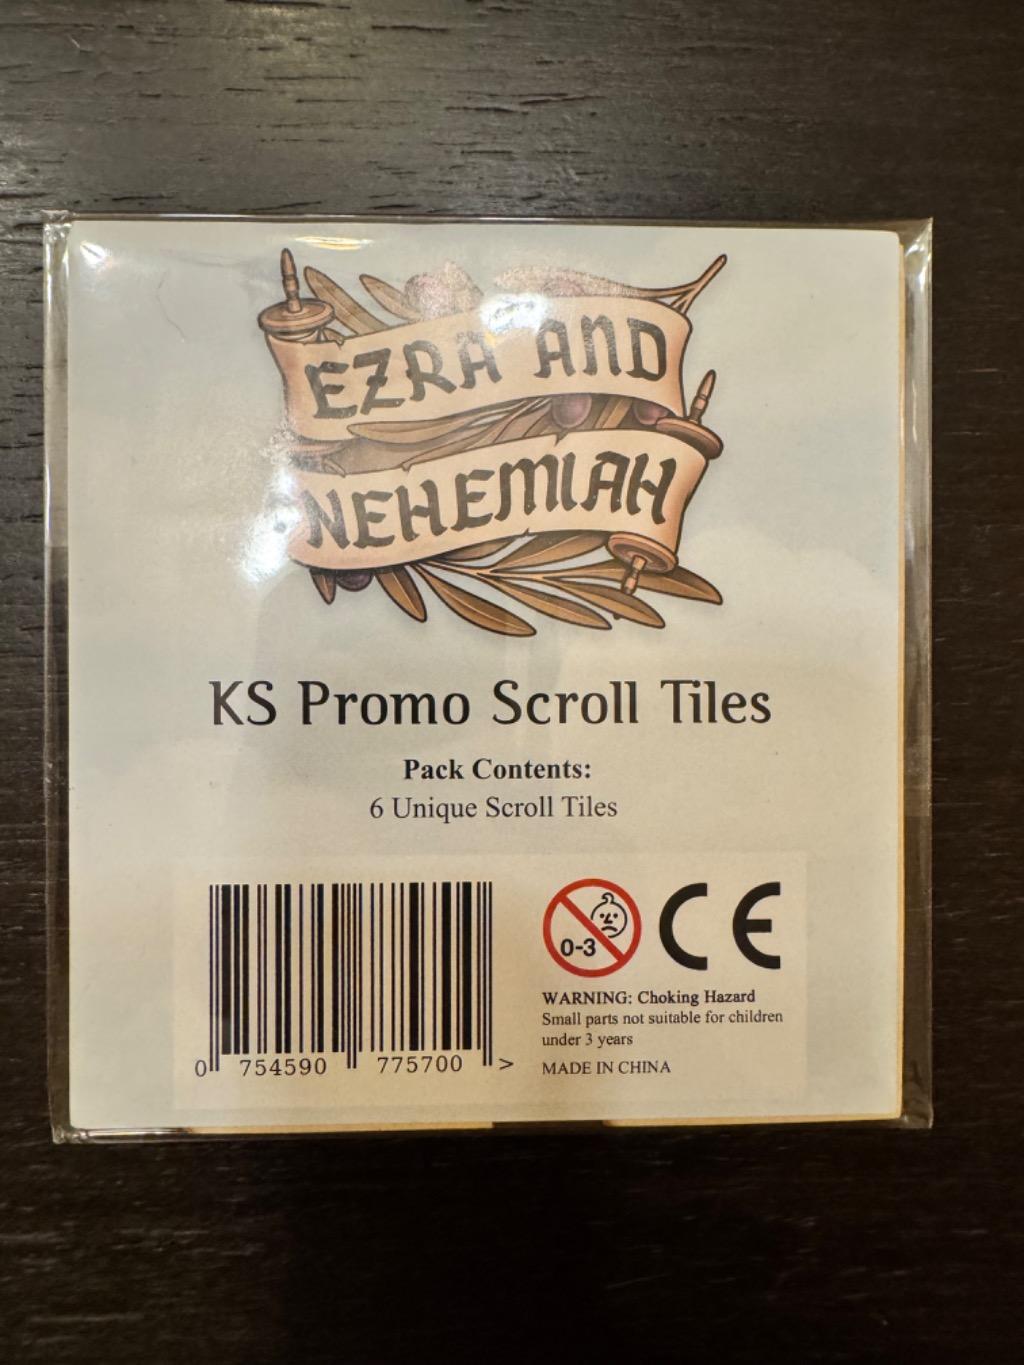 EZRA AND
NEHEMIAH
KS Promo Scroll Tiles
Pack Contents:
6 Unique Scroll Tiles
0 754590 775700 >
0-3
CE
WARNING: Choking Hazard
Small parts not suitable for children
under 3 years
MADE IN CHINA